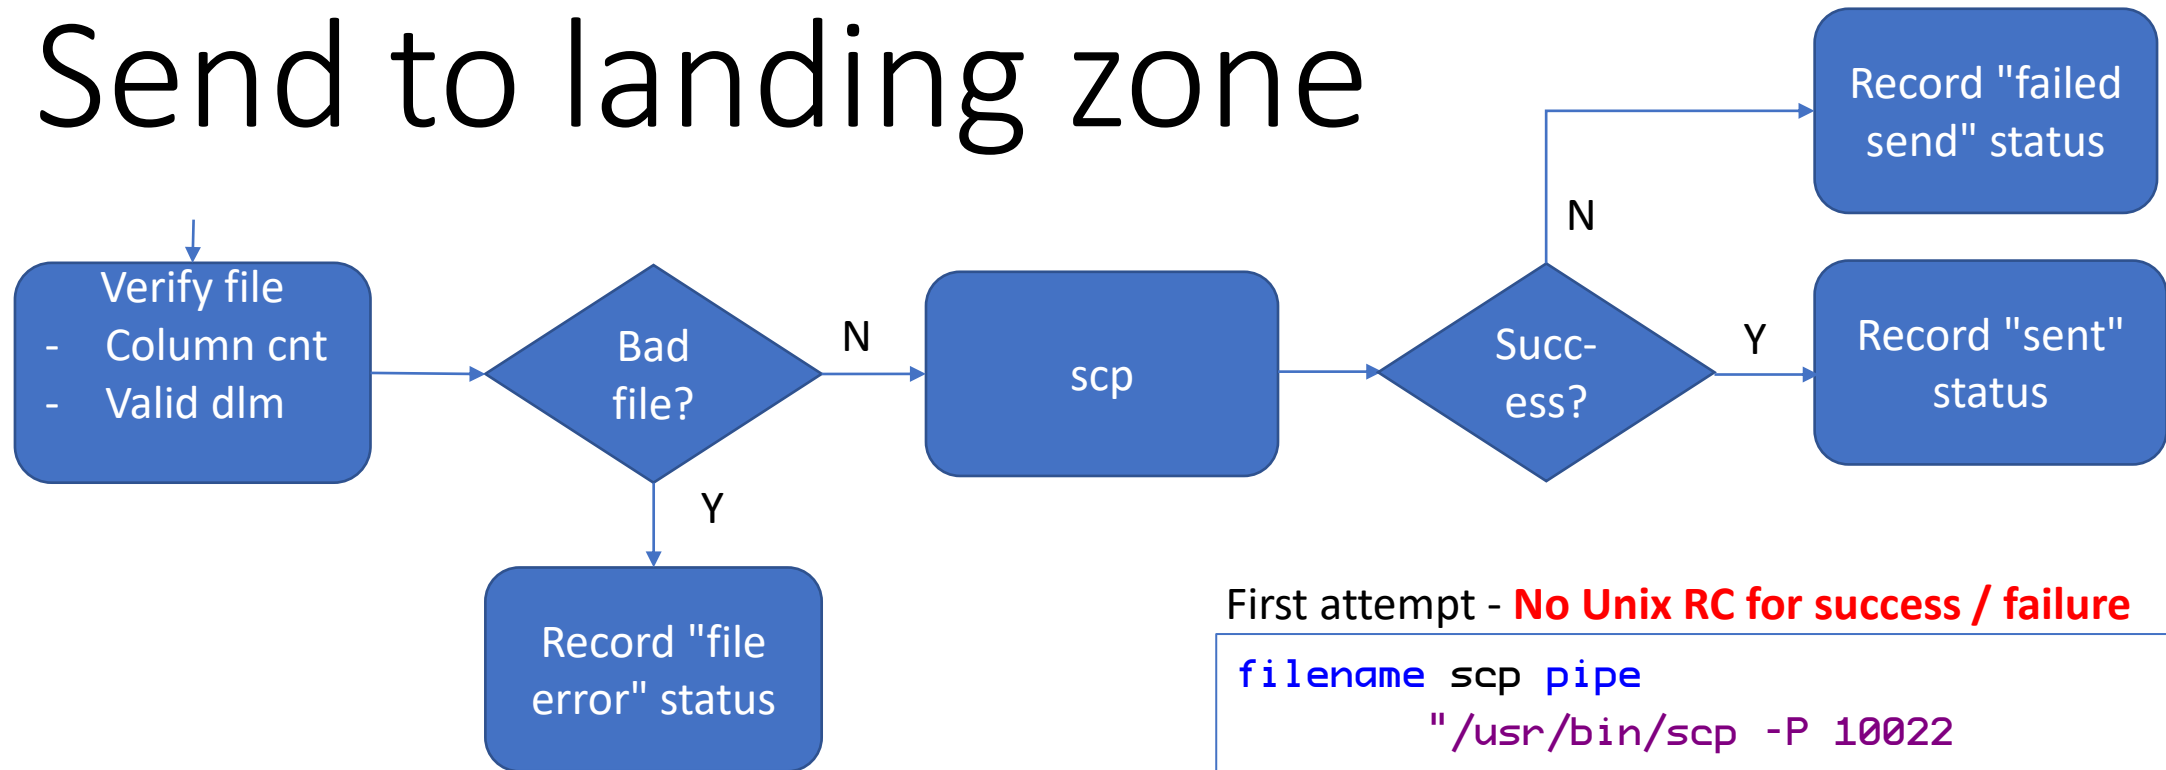 Send to landing zone
Record "failed
send" status
N
Verify file
- Column cnt
- Valid dlm
Bad
file?
N
scp
Succ-
ess?
Y
Record "sent"
status
Y
Record "file
error" status
First attempt - No Unix RC for success / failure
filename scp pipe
"/usr/bin/scp -P 10022